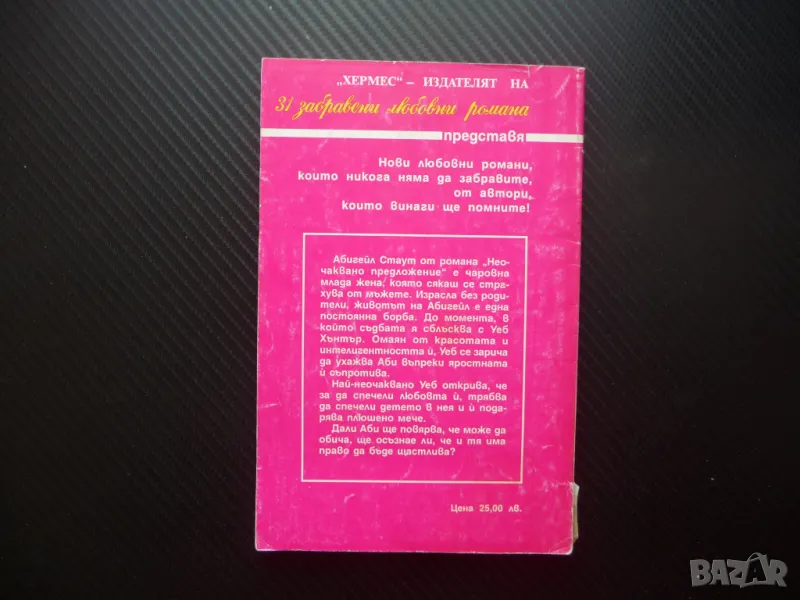 „ХЕРМЕС“ – ИЗДАТЕЛЯТ НА
31 забравени любовни романа
представя
Нови любовни романи,
които никога няма да забравите,
от автори,
които винаги ще помните!
Абигейл Стаут от романа „Нео-
чаквано предложение“ е чаровна
млада жена, която сякаш се стра-
хува от мъжете. Израсла без роди-
тели, животът на Абигейл е една
постоянна борба. До момента, в
който съдбата я сблъсква с Уеб
Хънтър. Омаян от красотата и
интелигентността ѝ, Уеб се зарича
да ухажва Аби въпреки яростната
ѝ съпротива.
Най-неочаквано Уеб открива, че
за да спечели любовта ѝ, трябва
да спечели детето в нея и ѝ пода-
рява плюшено мече.
Дали Аби ще повярва, че може да
обича, ще осъзнае ли, че и тя има
право да бъде щастлива?
Цена 25,00 лв.
BAZAR